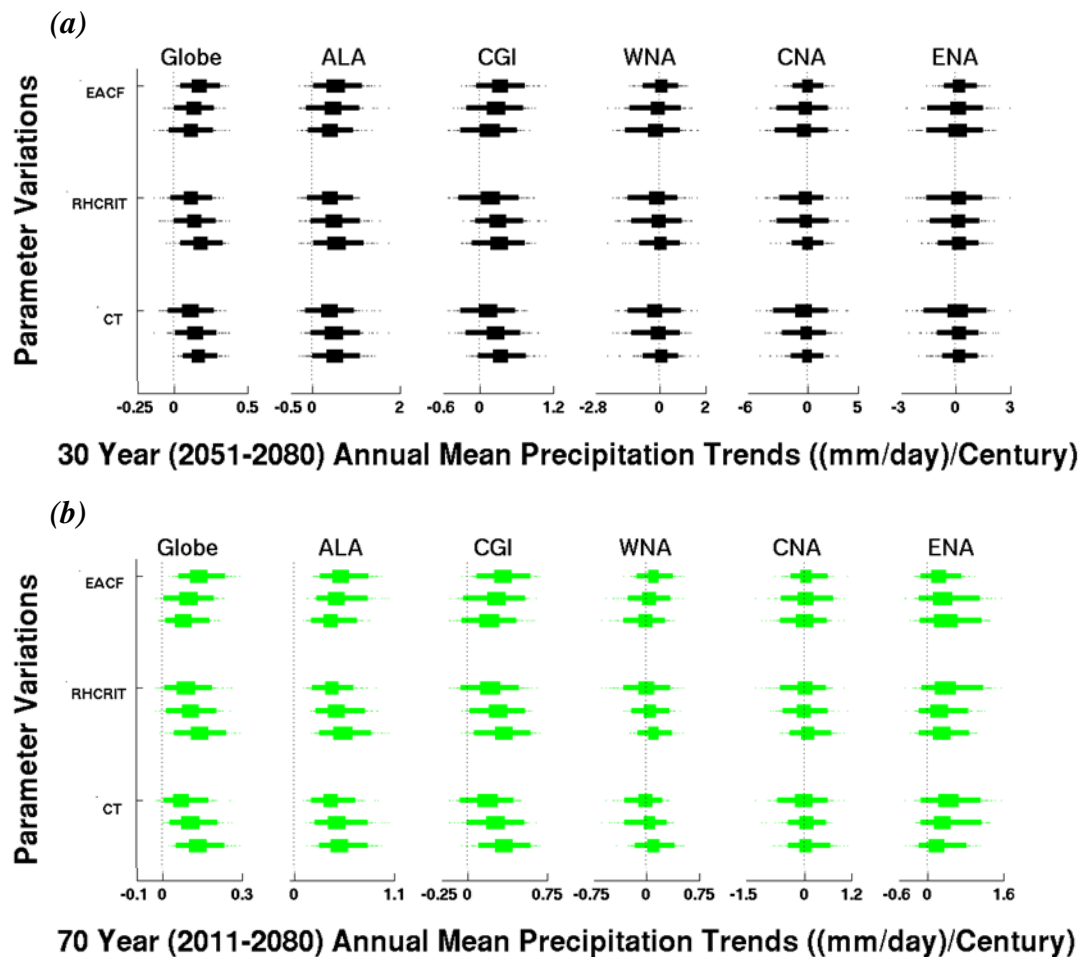 (a)
Globe ALA CGI WNA CNA ENA
Parameter Variations
EACF
RHCRIT
CT
-0.25 0 0.5 -0.5 0 2 -0.6 0 1.2 -2.8 0 2 -6 0 5 -3 0 3
30 Year (2051-2080) Annual Mean Precipitation Trends ((mm/day)/Century)
(b)
Globe ALA CGI WNA CNA ENA
Parameter Variations
EACF
RHCRIT
CT
-0.1 0 0.3 0 1.1 -0.25 0 0.75 -0.75 0 0.75 -1.5 0 1.2 -0.6 0 1.6
70 Year (2011-2080) Annual Mean Precipitation Trends ((mm/day)/Century)